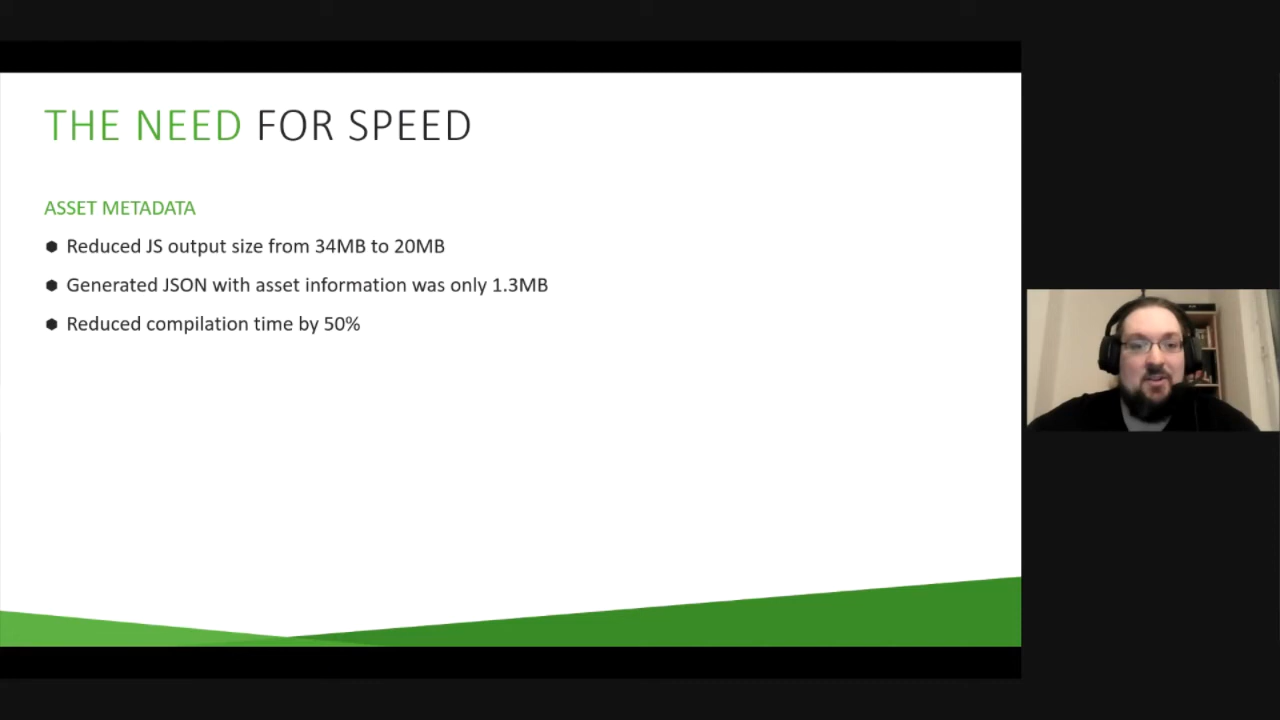 THE NEED FOR SPEED
ASSET METADATA
Reduced JS output size from 34MB to 20MB
Generated JSON with asset information was only 1.3MB
Reduced compilation time by 50%